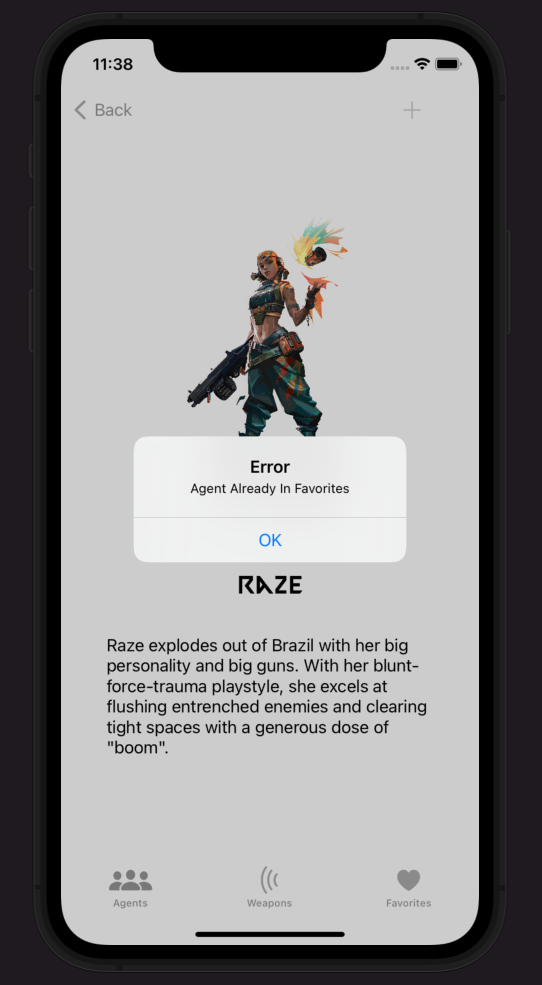 11:38
Back
Error
Agent Already In Favorites
OK
RAZE
Raze explodes out of Brazil with her big
personality and big guns. With her blunt-
force-trauma playstyle, she excels at
flushing entrenched enemies and clearing
tight spaces with a generous dose of
"boom".
Agents
Weapons
Favorites